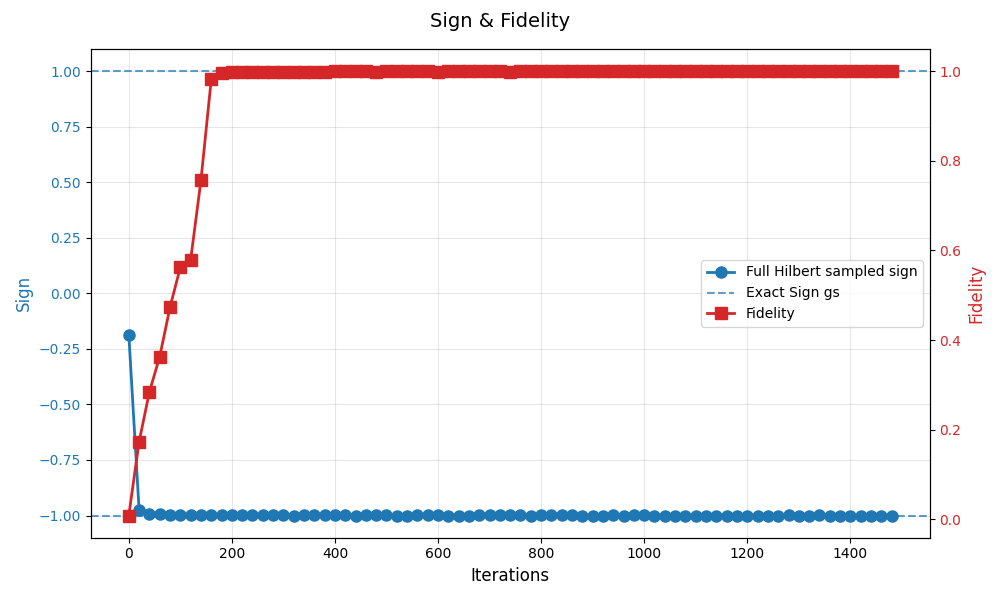 Sign & Fidelity
1.00
0.75
0.50
0.25
0.00
−0.25
−0.50
−0.75
−1.00
Sign
Full Hilbert sampled sign
Exact Sign gs
Fidelity
1.0
0.8
0.6
0.4
0.2
0.0
Fidelity
0 200 400 600 800 1000 1200 1400
Iterations